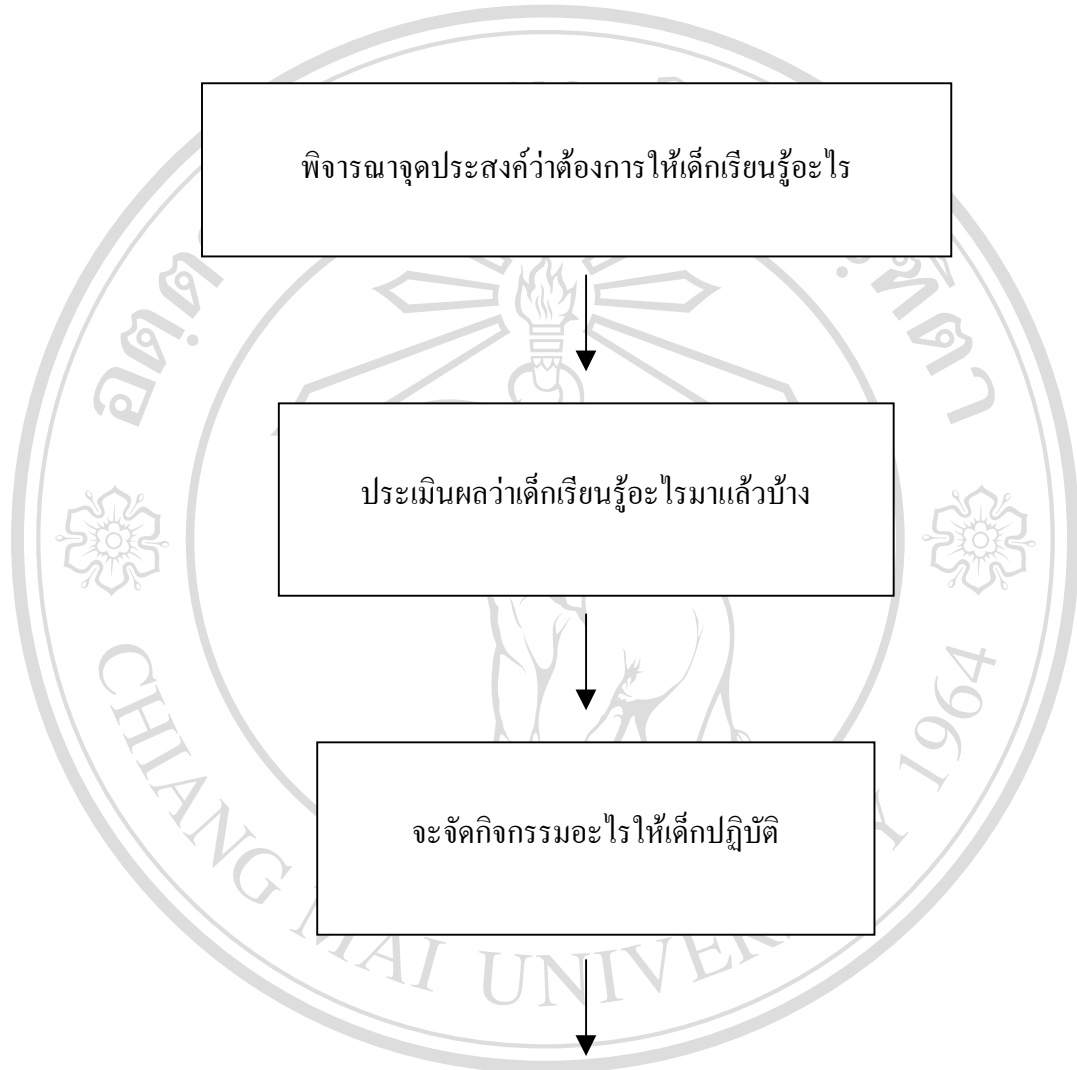 พิจารณาจุดประสงค์ว่าต้องการให้เด็กเรียนรู้อะไร
ประเมินผลว่าเด็กเรียนรู้อะไรมาแล้วบ้าง
จะจัดกิจกรรมอะไรให้เด็กปฏิบัติ
CHIANG MAI UNIVERSITY 1964